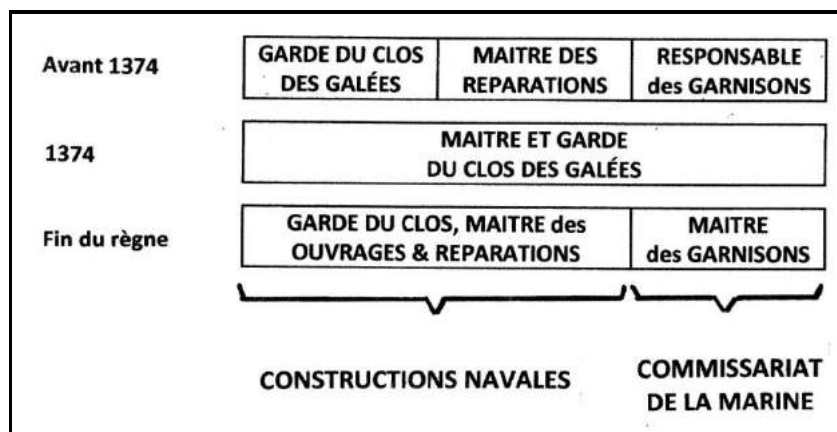 Avant 1374
GARDE DU CLOS
DES GALÉES
MAITRE DES
REPARATIONS
RESPONSABLE
des GARNISONS
1374
MAITRE ET GARDE
DU CLOS DES GALÉES
Fin du règne
GARDE DU CLOS, MAITRE des
OUVRAGES & REPARATIONS
MAITRE
des GARNISONS
CONSTRUCTIONS NAVALES
COMMISSARIAT
DE LA MARINE